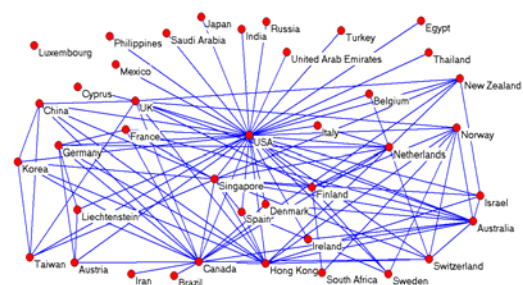 Japan
Russia
Egypt
Philippines
Saudi Arabia
India
Turkey
Luxembourg
United Arab Emirates
Thailand
Mexico
New Zealand
Cyprus
UK
Belgium
China
France
Italy
Norway
USA
Germany
Netherlands
Korea
Singapore
Finland
Israel
Liechtenstein
Spain
Denmark
Australia
Ireland
Taiwan
Austria
Canada
Hong Kong
Switzerland
Iran
Brazil
South Africa
Sweden